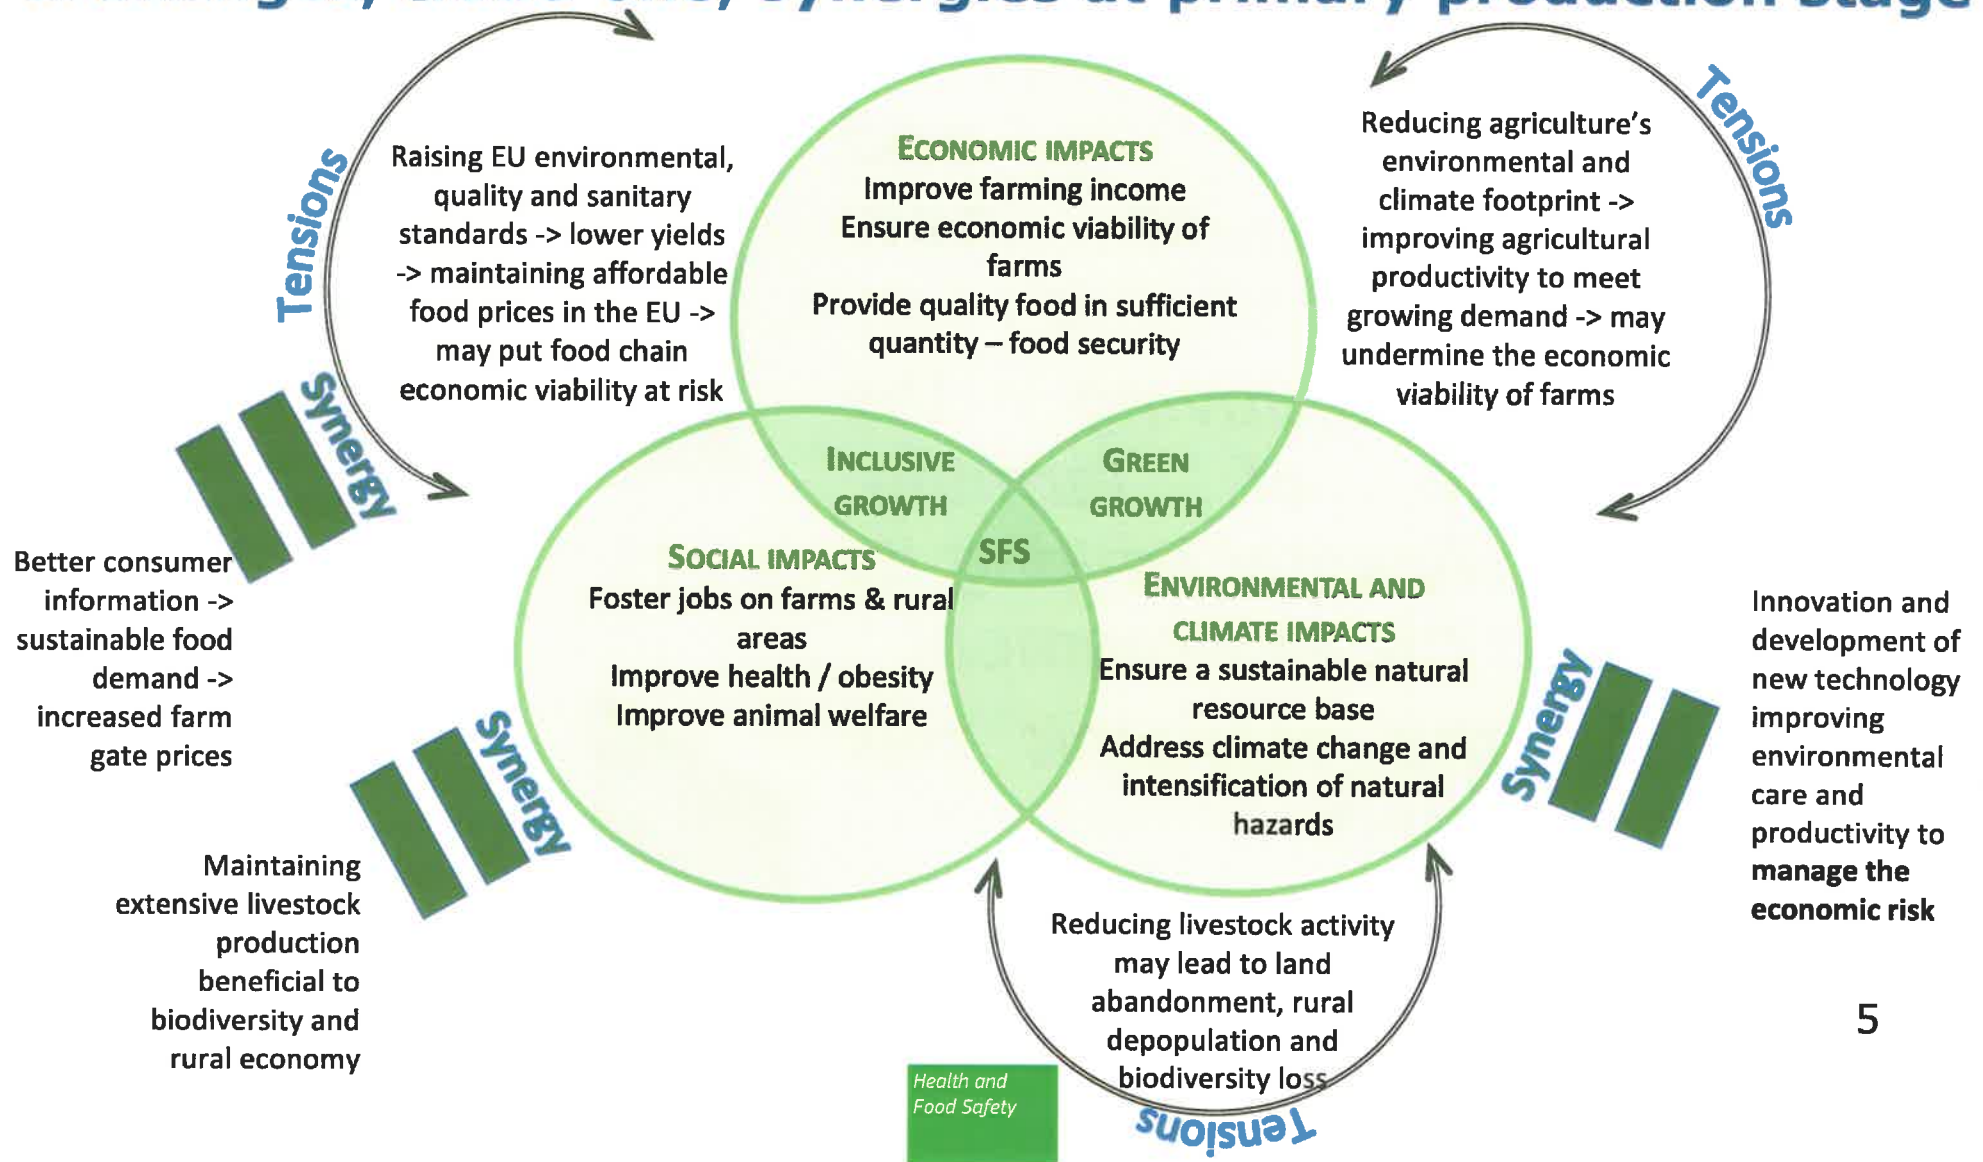 Synergies at primary production stage
Tensions
Raising EU environmental,
quality and sanitary
standards -> lower yields
-> maintaining affordable
food prices in the EU ->
may put food chain
economic viability at risk
ECONOMIC IMPACTS
Improve farming income
Ensure economic viability of
farms
Provide quality food in sufficient
quantity – food security
Reducing agriculture's
environmental and
climate footprint ->
improving agricultural
productivity to meet
growing demand -> may
undermine the economic
viability of farms
Tensions
Synergy
INCLUSIVE
GROWTH
GREEN
GROWTH
SFS
Better consumer
information ->
sustainable food
demand ->
increased farm
gate prices
SOCIAL IMPACTS
Foster jobs on farms & rural
areas
Improve health / obesity
Improve animal welfare
ENVIRONMENTAL AND
CLIMATE IMPACTS
Ensure a sustainable natural
resource base
Address climate change and
intensification of natural
hazards
Synergy
Innovation and
development of
new technology
improving
environmental
care and
productivity to
manage the
economic risk
Synergy
Maintaining
extensive livestock
production
beneficial to
biodiversity and
rural economy
Reducing livestock activity
may lead to land
abandonment, rural
depopulation and
biodiversity loss
Tensions
Health and
Food Safety
5